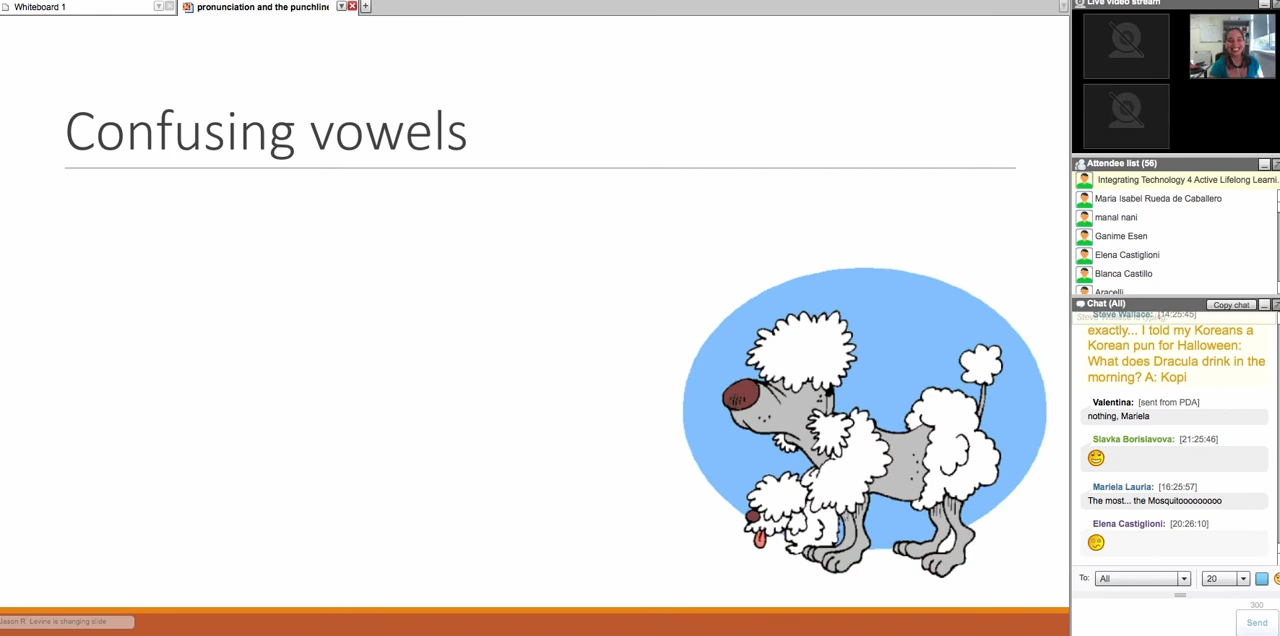 Whiteboard 1
pronunciation and the punchline
Confusing vowels
Jason R Levine is changing slide
Live video stream
Attendee list (56)
Integrating Technology 4 Active Lifelong Learni.
Maria Isabel Rueda de Caballero
manal nani
Ganime Esen
Elena Castiglioni
Blanca Castillo
Aracelli
Chat (All)
Copy chat
Steve Wallace: [14:25:45]
exactly... I told my Koreans a
Korean pun for Halloween:
What does Dracula drink in the
morning? A: Kopi
Valentina: [sent from PDA]
nothing, Mariela
Slavka Borislavova: [21:25:46]
Mariela Lauria: [16:25:57]
The most... the Mosquitooooooooo
Elena Castiglioni: [20:26:10]
To:
All
20
300
Send